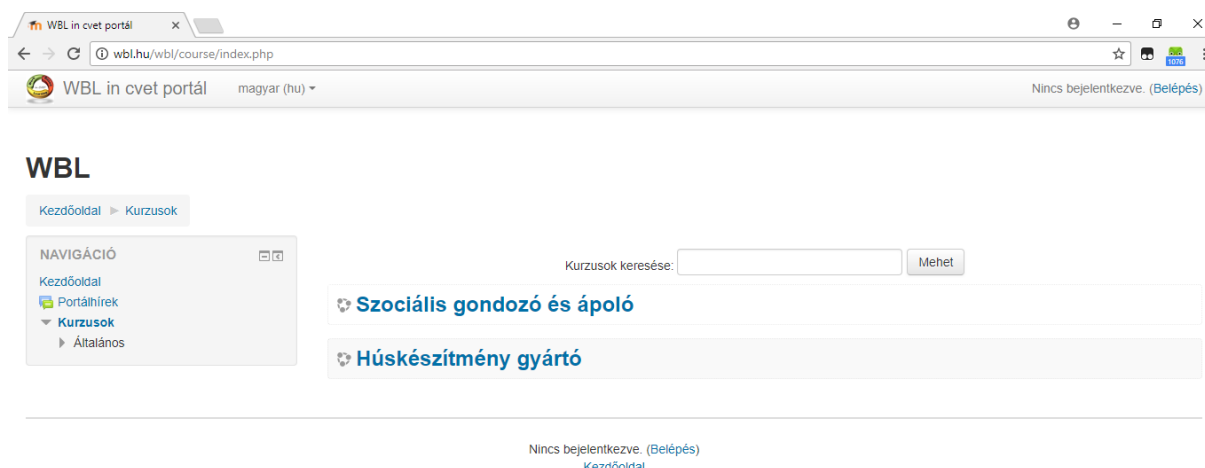 WBL in cvet portál
wbl.hu/wbl/course/index.php
1076
WBL in cvet portál magyar (hu)
Nincs bejelentkezve. (Belépés)
WBL
Kezdőoldal Kurzusok
NAVIGÁCIÓ
Kezdőoldal
Portálhírek
Kurzusok
Általános
Kurzusok keresése: Mehet
Szociális gondozó és ápoló
Húskészítmény gyártó
Nincs bejelentkezve. (Belépés)
Kezdőoldal